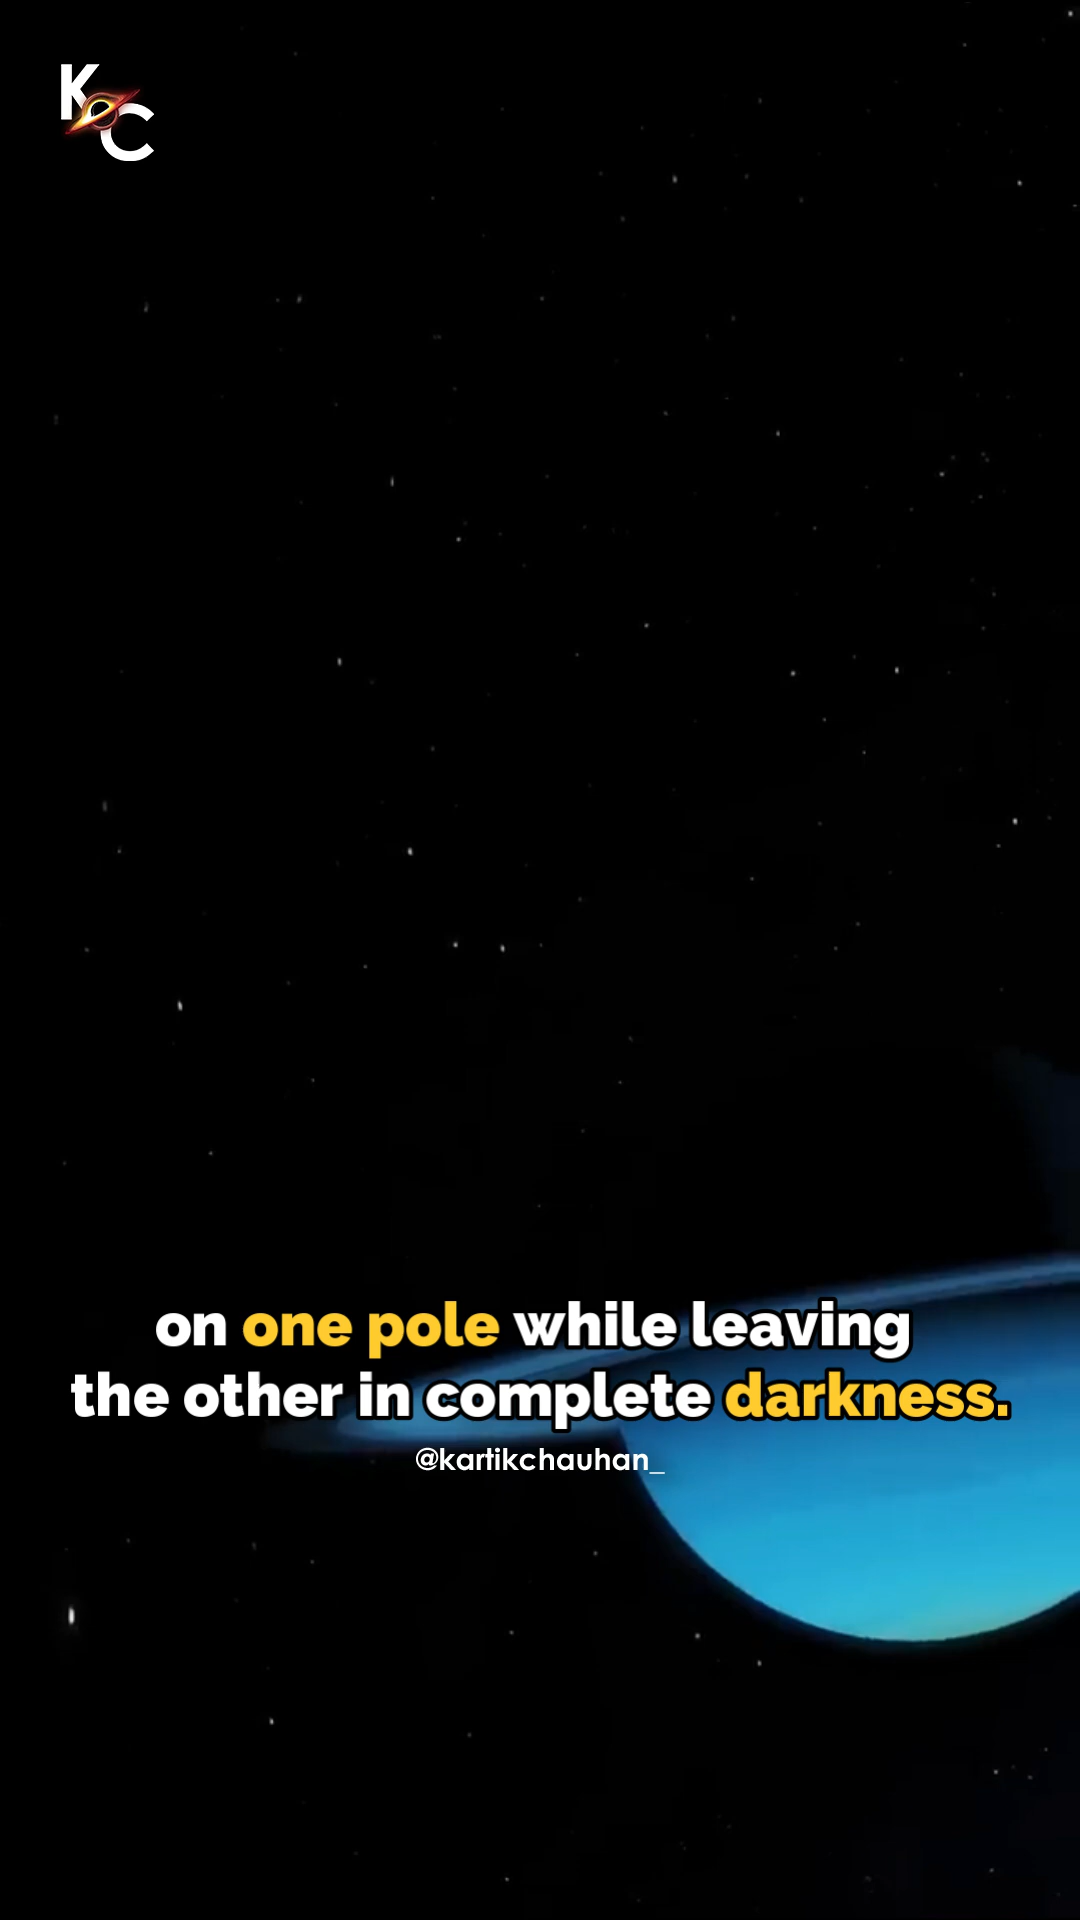 KC
on one pole while leaving
the other in complete darkness.
@kartikchauhan_